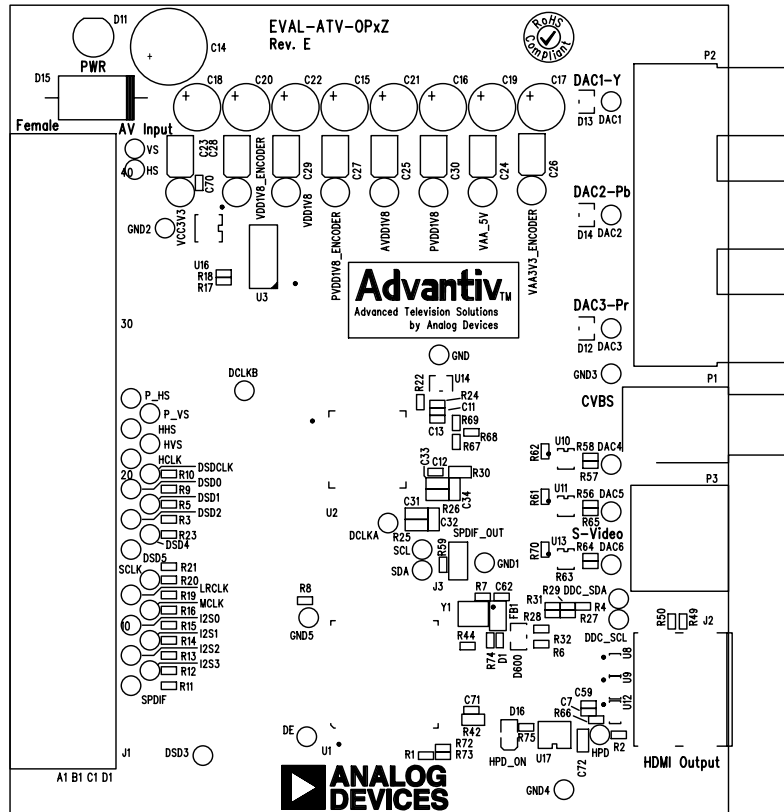 D11
EVAL-ATV-OPxZ
Rev. E
RoHS
Compliant
C14
P2
PWR
D15
C18
C20
C22
C15
C21
C16
C19
C17
DAC1-Y
D13
DAC1
Female
AV Input
VS
HS
40
C23
C28
C70
VCC3V3
VDD1V8_ENCODER
C29
VDD1V8
C27
PVDD1V8_ENCODER
C25
AVDD1V8
C30
PVDD1V8
C24
VAA_5V
C26
VAA3V3_ENCODER
DAC2-Pb
D14
DAC2
GND2
U16
R18
R17
U3
Advantiv™
Advanced Television Solutions
by Analog Devices
DAC3-Pr
D12
DAC3
30
GND
GND3
P1
CVBS
DCLKB
U14
R22
R24
C11
C13
R69
R68
R67
P_HS
P_VS
HHS
HVS
HCLK
DSDCLK
20
R10
DSD0
R9
DSD1
R5
DSD2
R3
R23
DSD4
DSD5
R62
U10
R58
DAC4
R57
C33
C12
R30
P3
C34
R26
C31
C32
U2
R61
U11
R56
DAC5
R65
S-Video
DCLKA
R25
SPDIF_OUT
SCL
R59
SDA
J3
GND1
R70
U13
R64
DAC6
R63
SCLK
R21
R20
LRCLK
R19
MCLK
R16
I2S0
10
R15
I2S1
R14
I2S2
R13
I2S3
R12
R11
SPDIF
R8
GND5
R7
C62
Y1
FB1
R44
R74
D1
D600
R29
DDC_SDA
R31
R4
R27
R28
R32
R6
DDC_SCL
R50
R49
J2
U8
U9
U12
C59
C7
R66
C71
R42
D16
R75
HPD_ON
U17
C72
HPD
R2
HDMI Output
DE
U1
DSD3
R72
R1
R73
J1
A1 B1 C1 D1
GND4
ANALOG
DEVICES